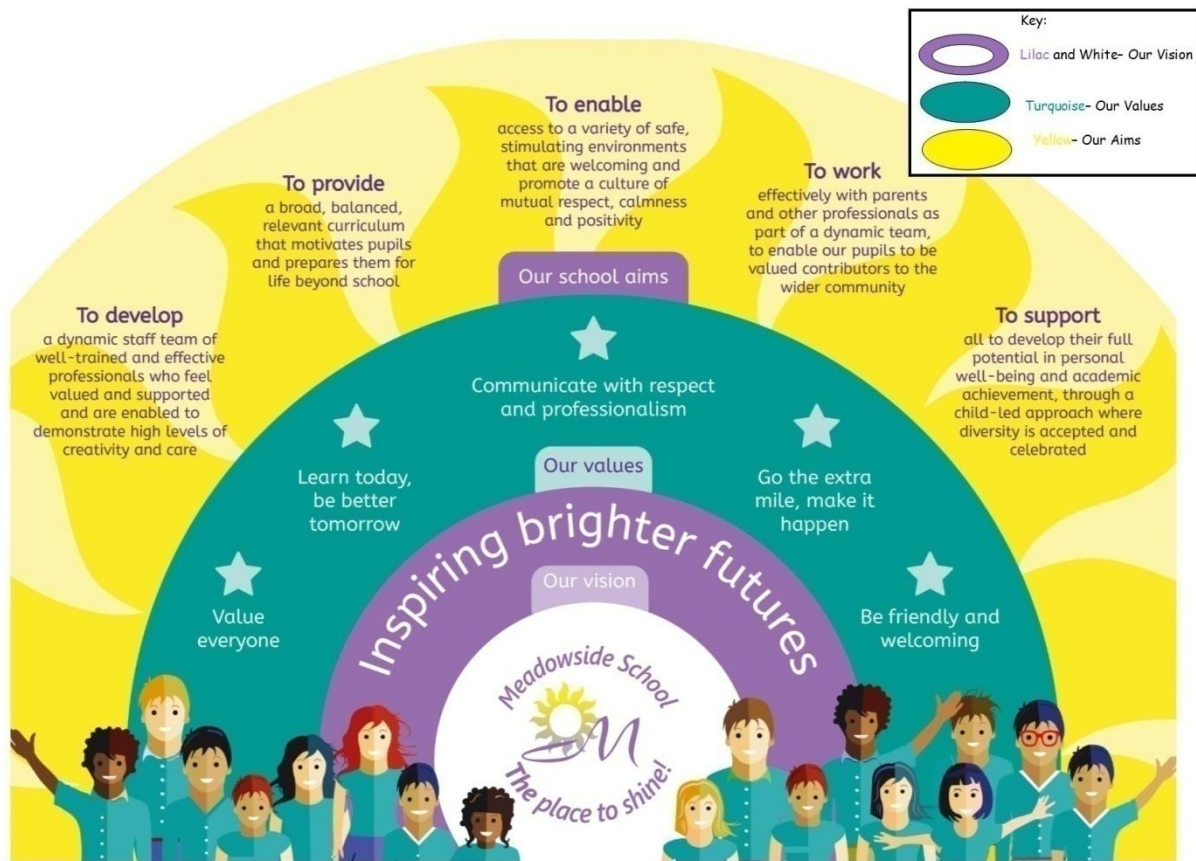 Key:
Lilac and White– Our Vision
Turquoise– Our Values
Yellow– Our Aims
To develop
a dynamic staff team of
well-trained and effective
professionals who feel
valued and supported
and are enabled to
demonstrate high levels of
creativity and care
To provide
a broad, balanced,
relevant curriculum
that motivates pupils
and prepares them for
life beyond school
To enable
access to a variety of safe,
stimulating environments
that are welcoming and
promote a culture of
mutual respect, calmness
and positivity
To work
effectively with parents
and other professionals as
part of a dynamic team,
to enable our pupils to be
valued contributors to the
wider community
To support
all to develop their full
potential in personal
well-being and academic
achievement, through a
child-led approach where
diversity is accepted and
celebrated
Our school aims
Value
everyone
Learn today,
be better
tomorrow
Communicate with respect
and professionalism
Go the extra
mile, make it
happen
Be friendly and
welcoming
Our values
Inspiring brighter futures
Our vision
Meadowside School
M
The place to shine!